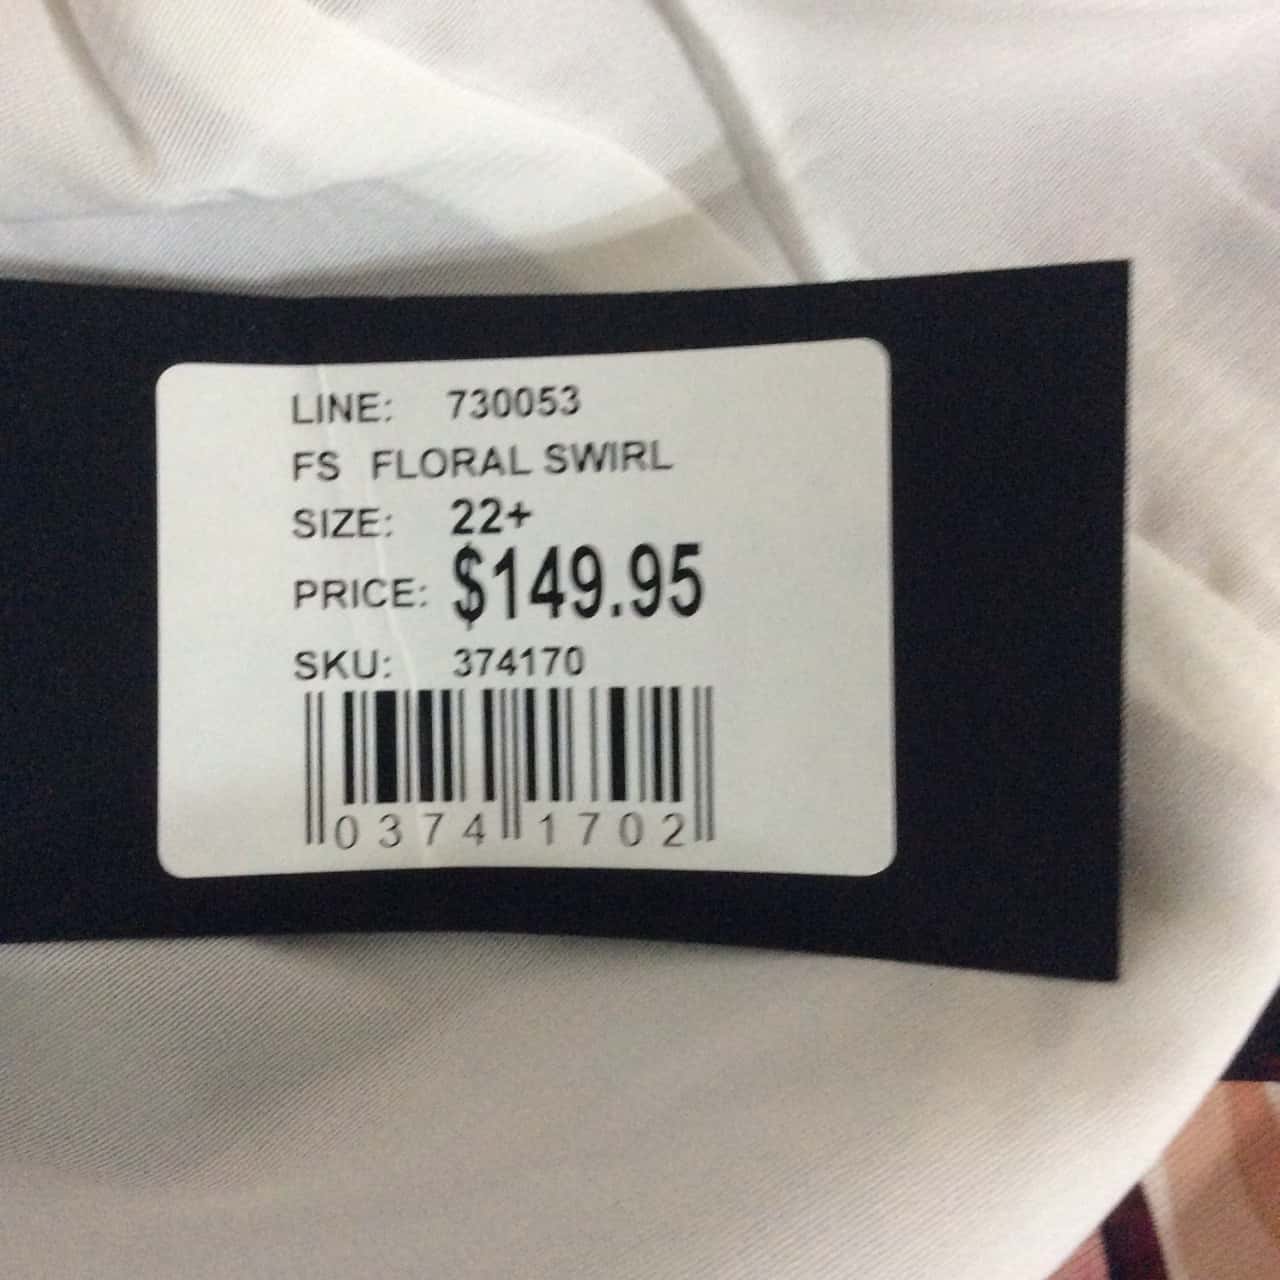 LINE: 730053
FS FLORAL SWIRL
SIZE: 22+
PRICE: $149.95
SKU: 374170
0374 1702